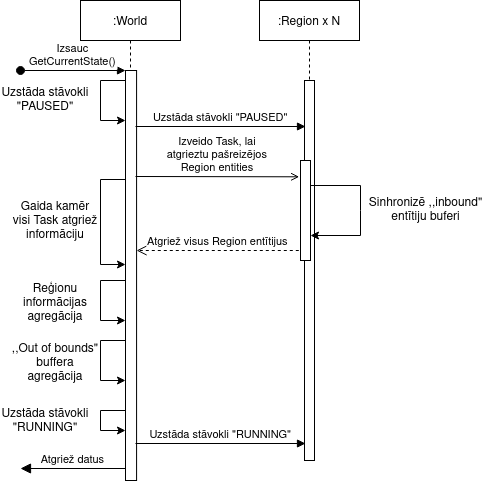 :World
:Region x N
Izsauc
GetCurrentState()
Uzstāda stāvokli
"PAUSED"
Uzstāda stāvokli "PAUSED"
Izveido Task, lai
atgrieztu pašreizējos
Region entities
Gaida kamēr
visi Task atgriež
informāciju
Sinhronizē ,,inbound"
entītiju buferi
Atgriež visus Region entītijus
Reģionu
informācijas
agregācija
,,Out of bounds"
buffera
agregācija
Uzstāda stāvokli
"RUNNING"
Uzstāda stāvokli "RUNNING"
Atgriež datus